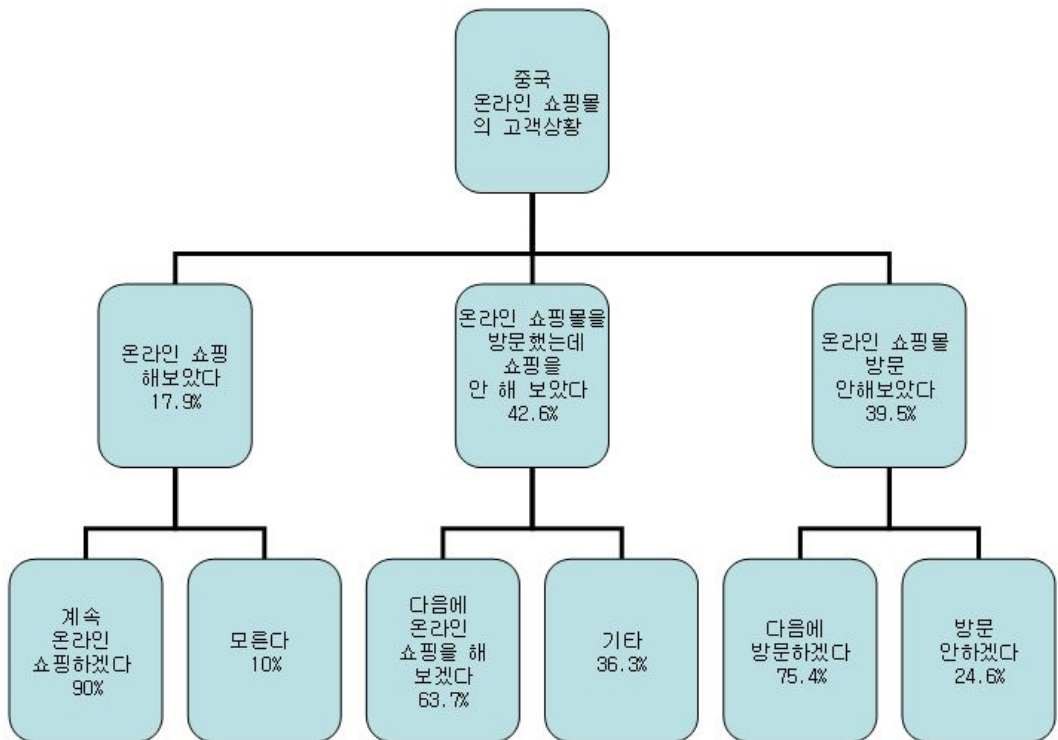 중국
온라인 쇼핑몰
의 고객상황
온라인 쇼핑
해보았다
17.9%
온라인 쇼핑몰을
방문했는데
쇼핑을
안 해 보았다
42.6%
온라인 쇼핑몰
방문
안해보았다
39.5%
계속
온라인
쇼핑하겠다
90%
모른다
10%
다음에
온라인
쇼핑을 해
보겠다
63.7%
기타
36.3%
다음에
방문하겠다
75.4%
방문
안하겠다
24.6%